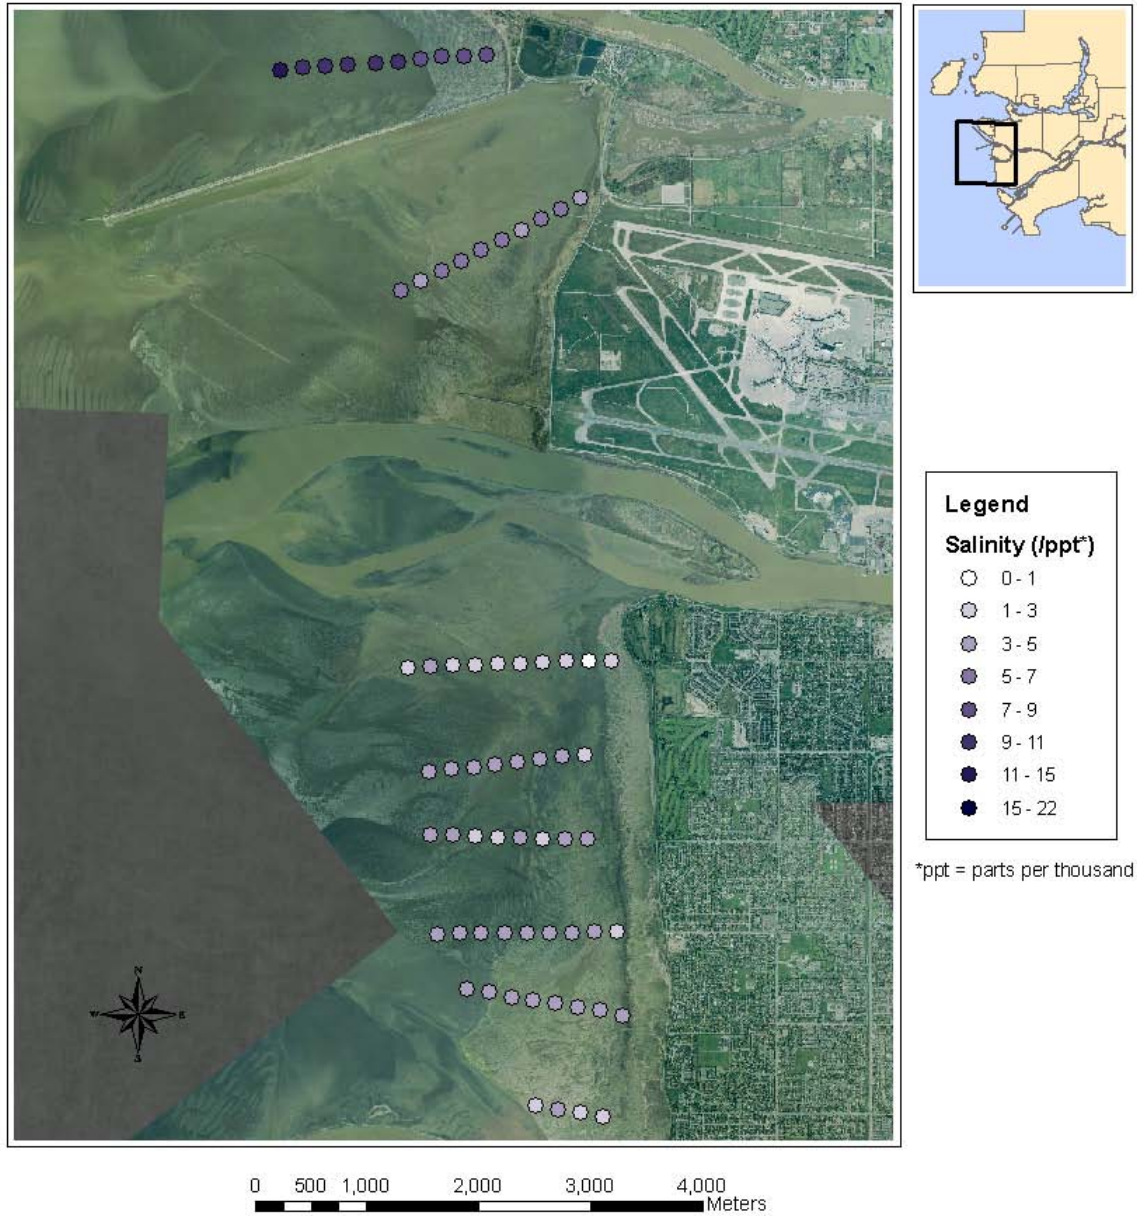 Legend
Salinity (/ppt*)
0 - 1
1 - 3
3 - 5
5 - 7
7 - 9
9 - 11
11 - 15
15 - 22
*ppt = parts per thousand
N
W
E
S
0 500 1,000 2,000 3,000 4,000
Meters